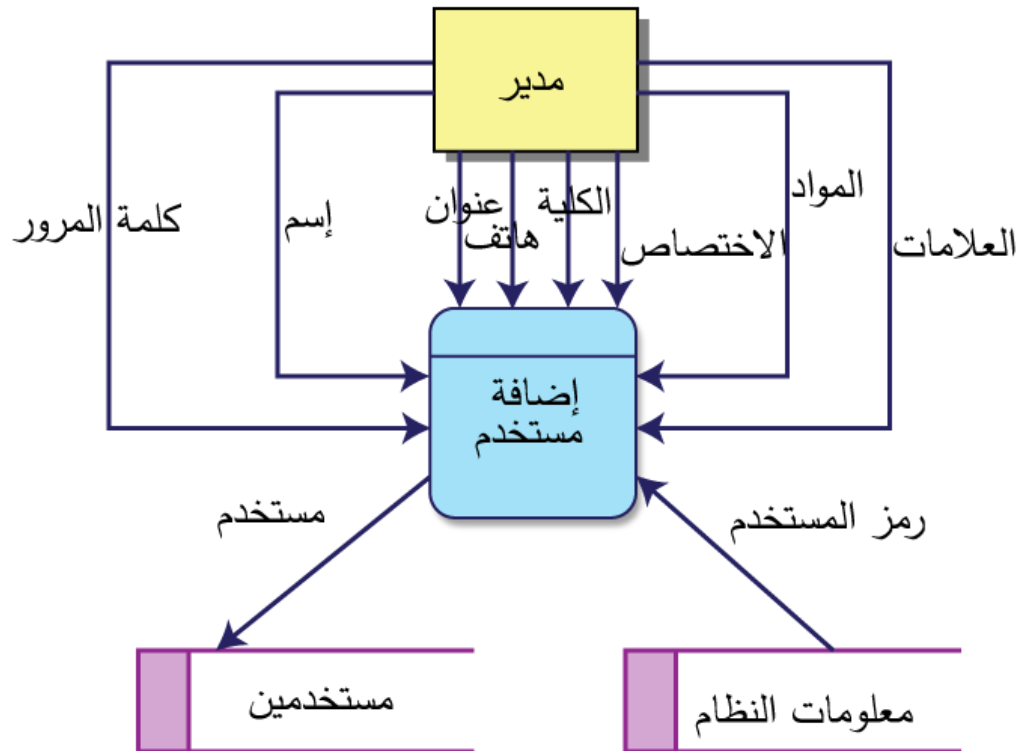 مدير
المواد
الكلية
عنوان
هاتف
إسم
كلمة المرور
الاختصاص
العلامات
إضافة
مستخدم
رمز المستخدم
مستخدم
معلومات النظام
مستخدمين